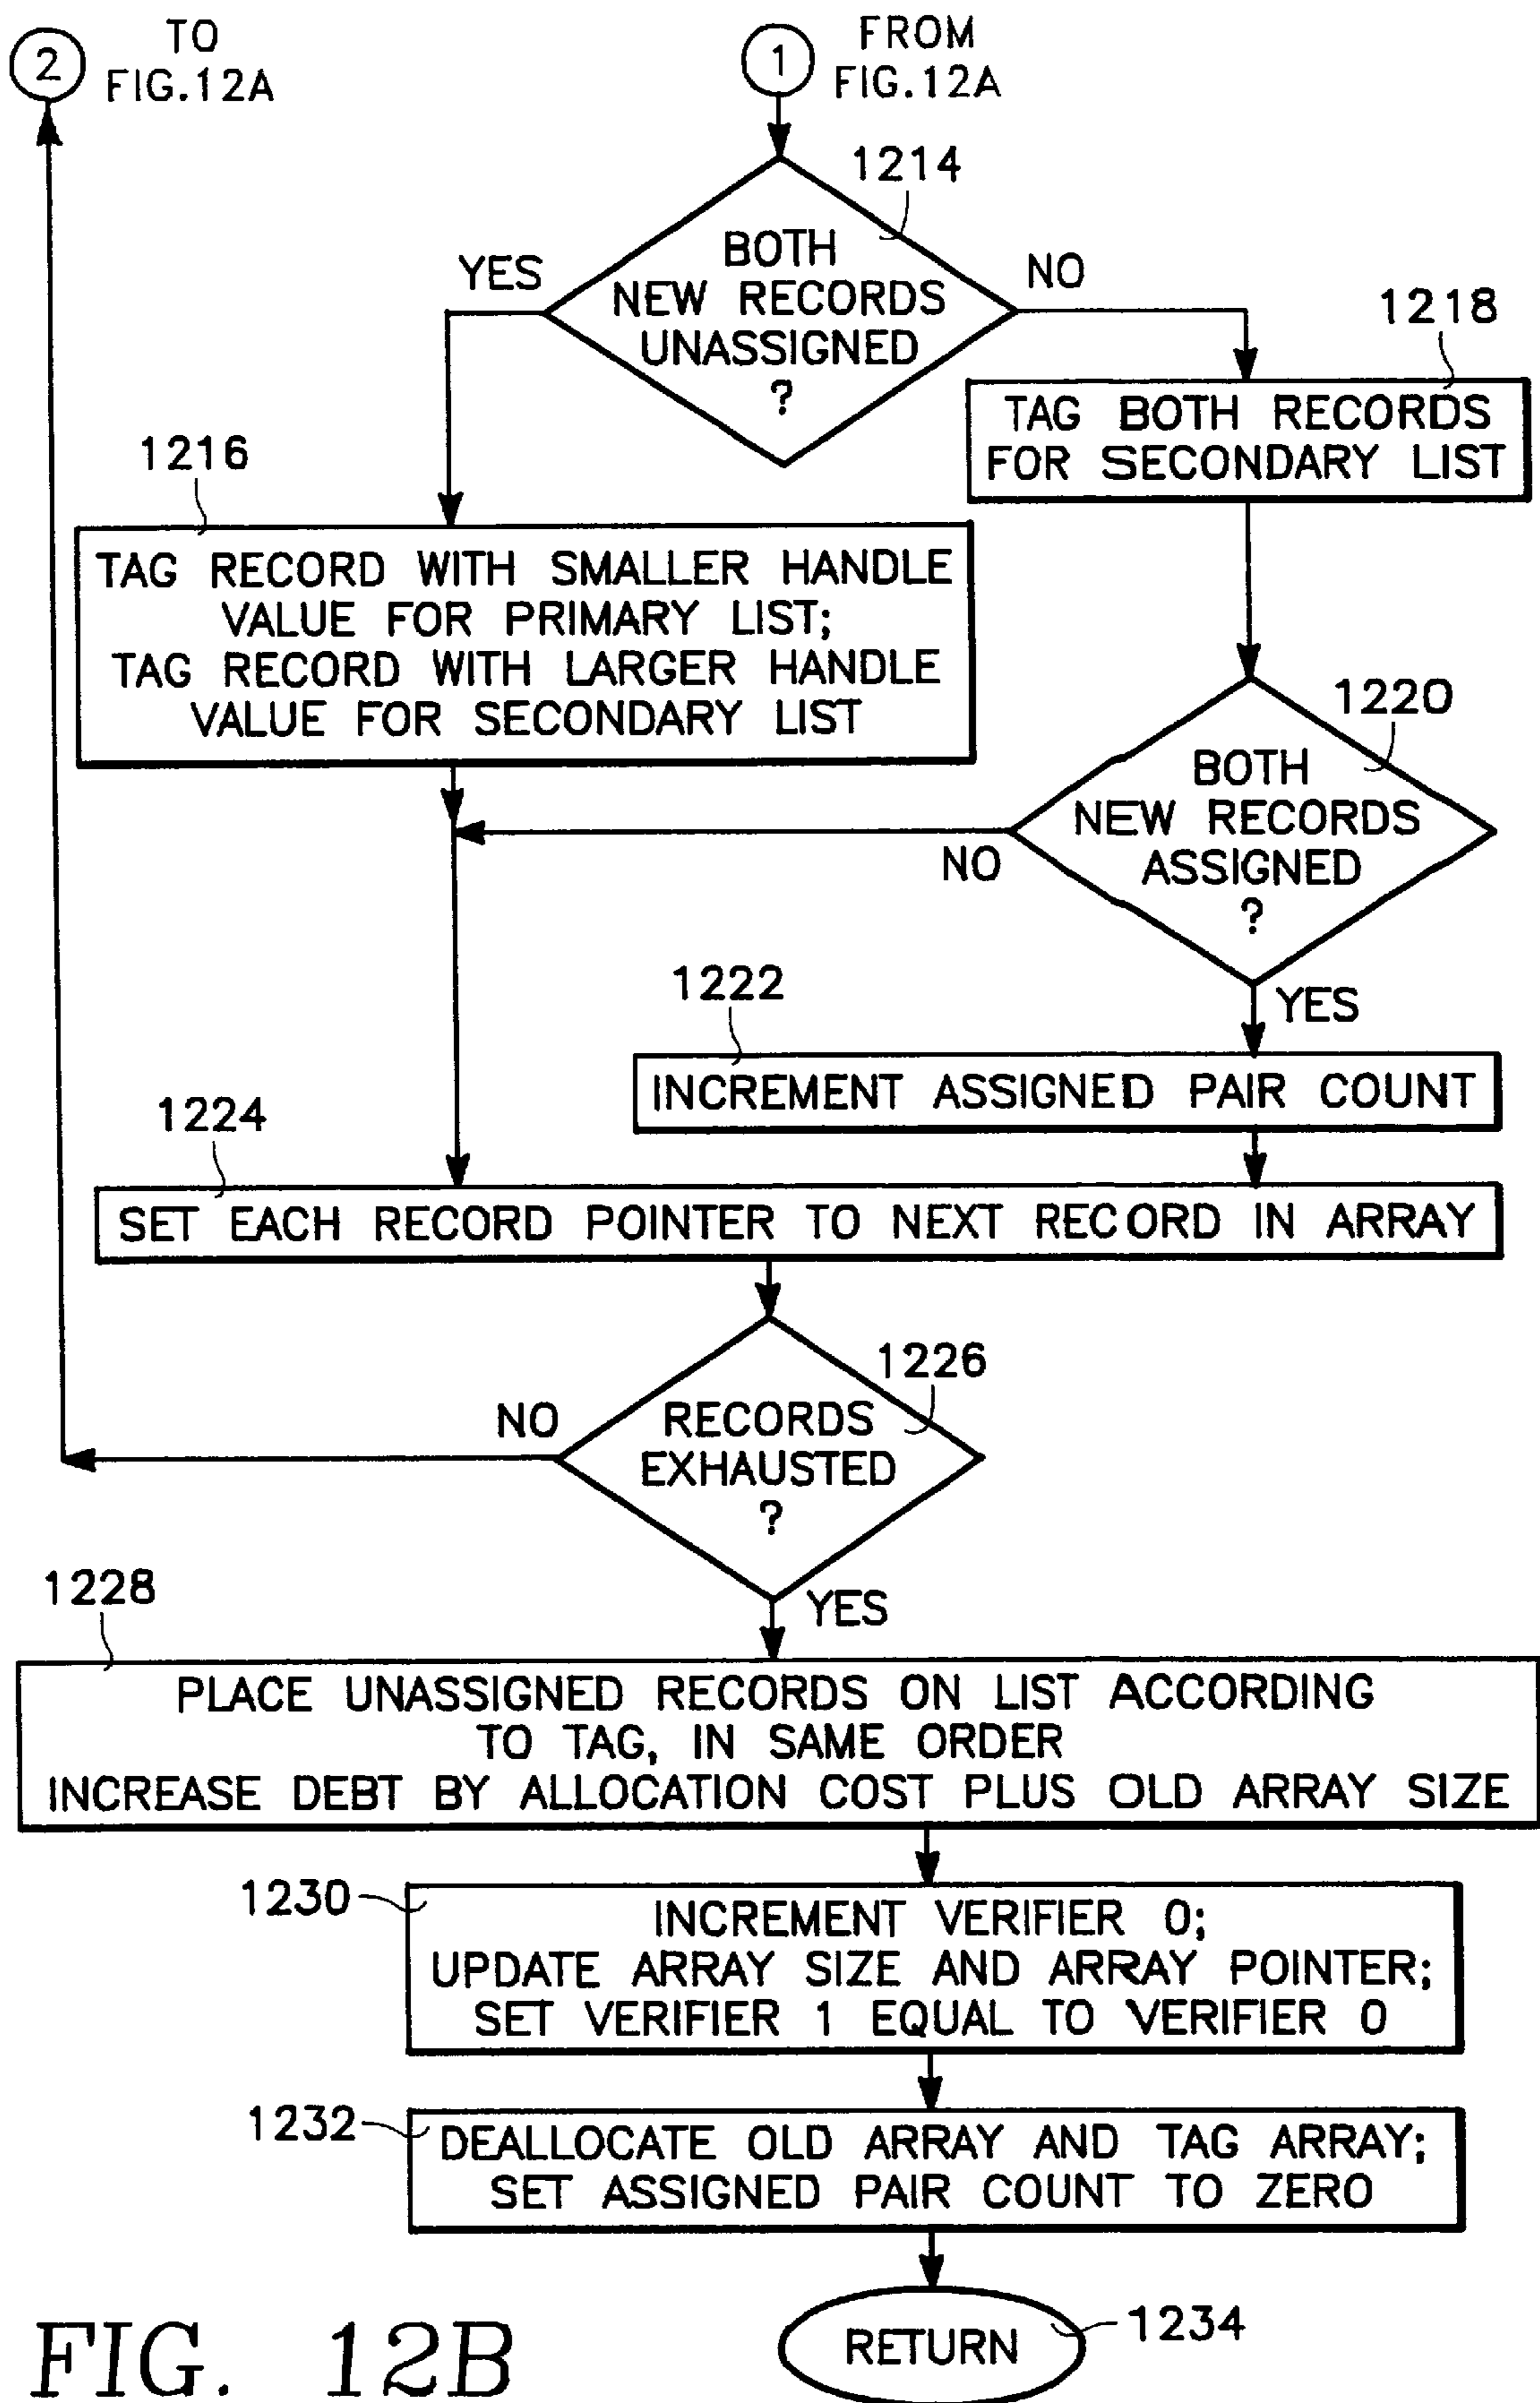 2
TO
FIG.12A
1
FROM
FIG.12A
1214
BOTH
NEW RECORDS
UNASSIGNED
?
YES
NO
1218
TAG BOTH RECORDS
FOR SECONDARY LIST
1216
TAG RECORD WITH SMALLER HANDLE
VALUE FOR PRIMARY LIST;
TAG RECORD WITH LARGER HANDLE
VALUE FOR SECONDARY LIST
1220
BOTH
NEW RECORDS
ASSIGNED
?
NO
YES
1222
INCREMENT ASSIGNED PAIR COUNT
1224
SET EACH RECORD POINTER TO NEXT RECORD IN ARRAY
1226
RECORDS
EXHAUSTED
?
NO
YES
1228
PLACE UNASSIGNED RECORDS ON LIST ACCORDING
TO TAG, IN SAME ORDER
INCREASE DEBT BY ALLOCATION COST PLUS OLD ARRAY SIZE
1230
INCREMENT VERIFIER 0;
UPDATE ARRAY SIZE AND ARRAY POINTER;
SET VERIFIER 1 EQUAL TO VERIFIER 0
1232
DEALLOCATE OLD ARRAY AND TAG ARRAY;
SET ASSIGNED PAIR COUNT TO ZERO
RETURN
1234
FIG. 12B